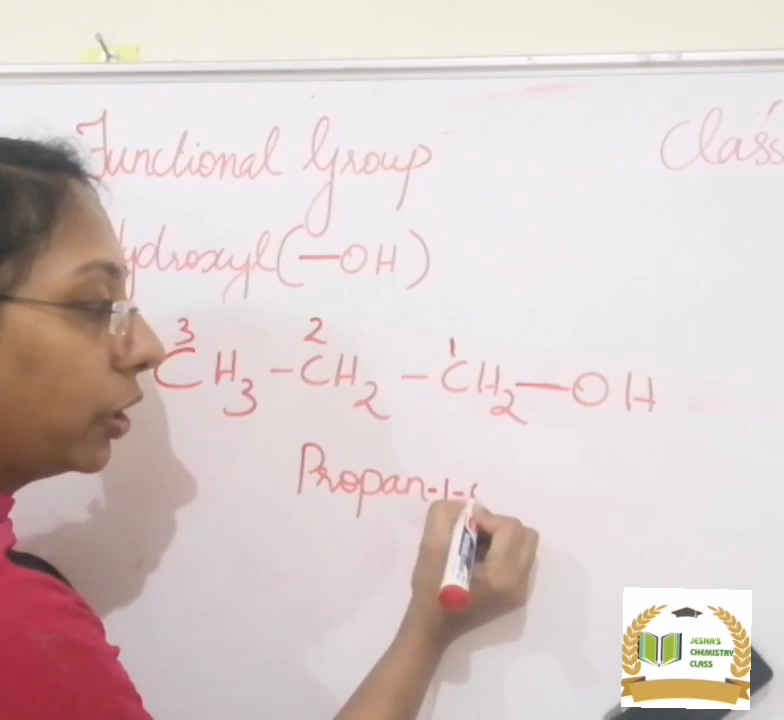 Functional Group
Class
ydroxyl (—OH)
3 2 1
CH3 - CH2 - CH2 — OH
Propan-1-
JESNA'S
CHEMISTRY
CLASS